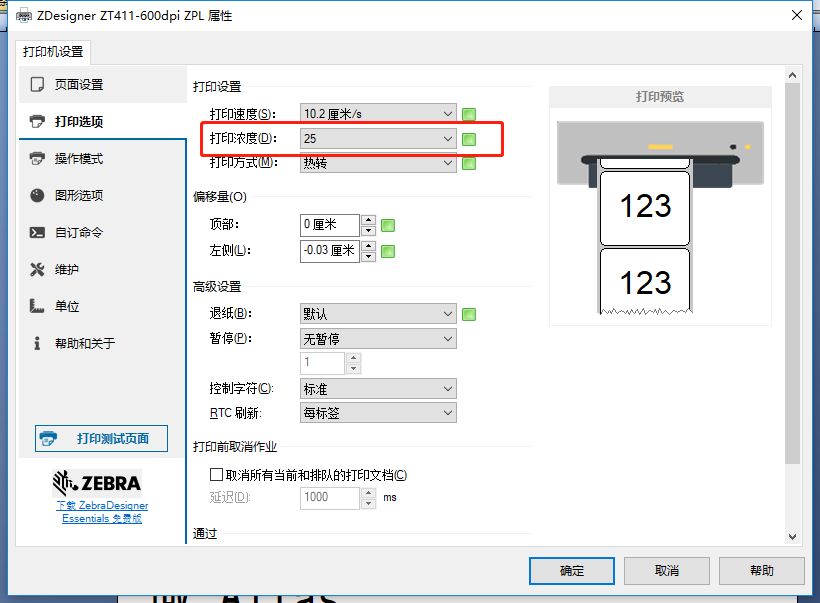 ZDesigner ZT411-600dpi ZPL 属性
打印机设置
页面设置
打印选项
操作模式
图形选项
自订命令
维护
单位
帮助和关于
打印测试页面
ZEBRA
下载 ZebraDesigner
Essentials 免费版
打印设置
打印速度(S): 10.2 厘米/s
打印浓度(D): 25
打印方式(M): 热转
偏移量(O)
顶部: 0 厘米
左侧(L): -0.03 厘米
高级设置
退纸(B): 默认
暂停(P): 无暂停
1
控制字符(C): 标准
RTC 刷新: 每标签
打印前取消作业
取消所有当前和排队的打印文档(C)
延迟(D): 1000 ms
通过
打印预览
123
123
确定 取消 帮助